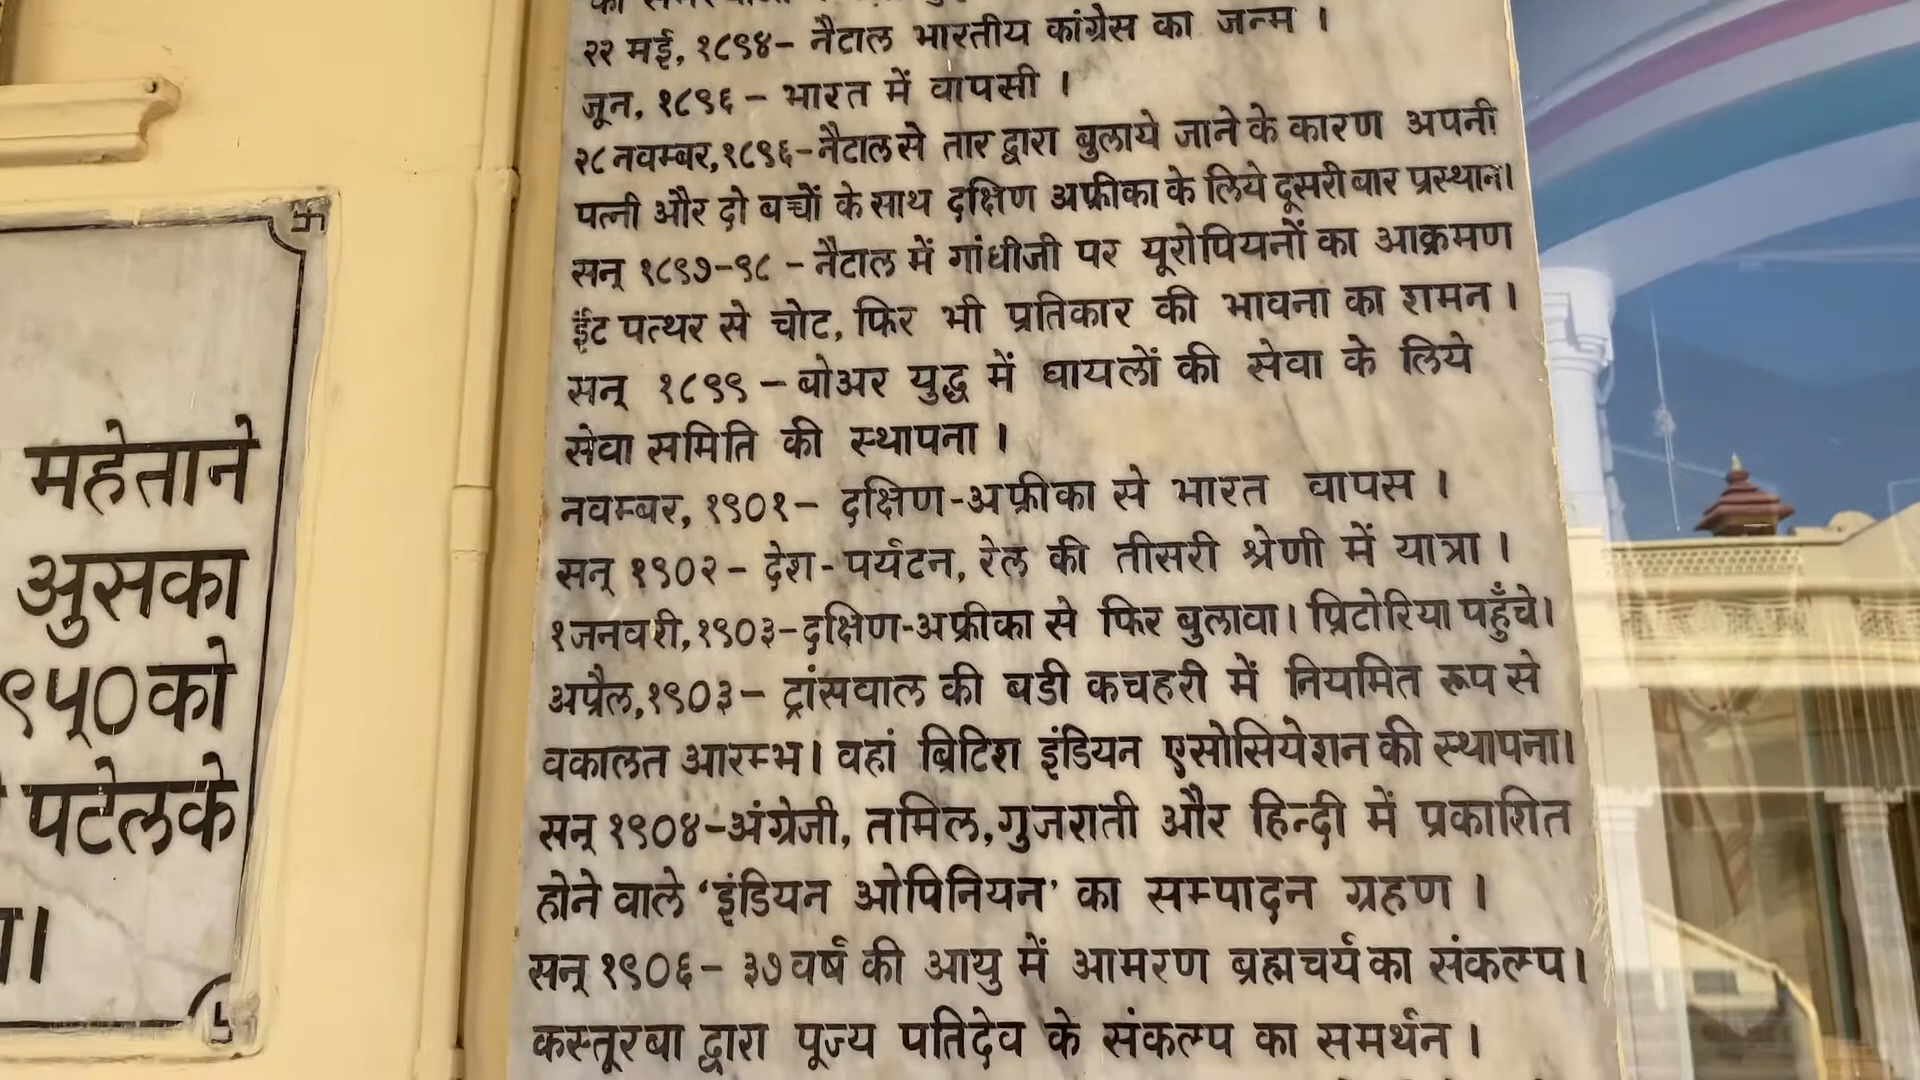 महेताने
अुसका
९५०को
पटेलके
२२ मई, १८९४- नैटाल भारतीय कांग्रेस का जन्म ।
जून, १८९६ - भारत में वापसी ।
२८ नवम्बर,१८९६-नैटाल से तार द्वारा बुलाये जाने के कारण अपनी
पत्नी और दो बच्चों के साथ दक्षिण अफ्रीका के लिये दूसरी बार प्रस्थान।
सन् १८९७-९८ - नैटाल में गांधीजी पर यूरोपियनों का आक्रमण
ईंट पत्थर से चोट, फिर भी प्रतिकार की भावना का शमन ।
सन् १८९९ - बोअर युद्ध में घायलों की सेवा के लिये
सेवा समिति की स्थापना ।
नवम्बर, १९०१- दक्षिण-अफ्रीका से भारत वापस ।
सन् १९०२ - देश - पर्यटन, रेल की तीसरी श्रेणी में यात्रा ।
१ जनवरी, १९०३-दक्षिण-अफ्रीका से फिर बुलावा। प्रिटोरिया पहुँचे।
अप्रैल,१९०३- ट्रांसवाल की बडी कचहरी में नियमित रूप से
वकालत आरम्भ। वहां ब्रिटिश इंडियन एसोसियेशन की स्थापना।
सन् १९०४-अंग्रेजी, तमिल,गुजराती और हिन्दी में प्रकाशित
होने वाले ‘इंडियन ओपिनियन’ का सम्पादन ग्रहण ।
सन् १९०६- ३७ वर्ष की आयु में आमरण ब्रह्मचर्य का संकल्प।
कस्तूरबा द्वारा पूज्य पतिदेव के संकल्प का समर्थन ।